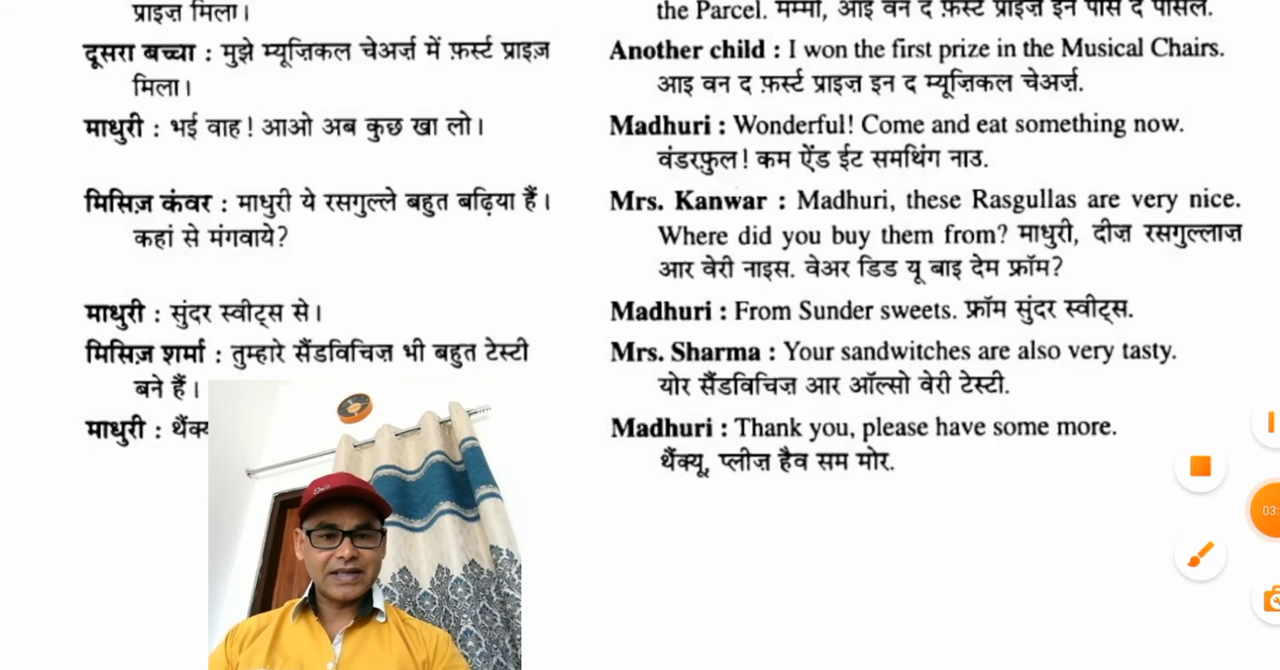 प्राइज़ मिला।
दूसरा बच्चा : मुझे म्यूज़िकल चेअर्ज़ में फ़र्स्ट प्राइज़
मिला।
माधुरी : भई वाह! आओ अब कुछ खा लो।
मिसिज़ कंवर : माधुरी ये रसगुल्ले बहुत बढ़िया हैं।
कहां से मंगवाये?
माधुरी : सुंदर स्वीट्स से।
मिसिज़ शर्मा : तुम्हारे सैंडविचिज़ भी बहुत टेस्टी
बने हैं।
माधुरी :
the Parcel. मम्मी, आइ वन द फ़र्स्ट प्राइज़ इन पास द पार्सल.
Another child : I won the first prize in the Musical Chairs.
आइ वन द फ़र्स्ट प्राइज़ इन द म्यूज़िकल चेअर्ज़.
Madhuri : Wonderful! Come and eat something now.
वंडरफ़ुल! कम ऐंड ईट समथिंग नाउ.
Mrs. Kanwar : Madhuri, these Rasgullas are very nice.
Where did you buy them from? माधुरी, दीज़ रसगुल्लाज़
आर वेरी नाइस. वेअर डिड यू बाइ देम फ्रॉम?
Madhuri : From Sunder sweets. फ्रॉम सुंदर स्वीट्स.
Mrs. Sharma : Your sandwitches are also very tasty.
योर सैंडविचिज़ आर ऑल्सो वेरी टेस्टी.
Madhuri : Thank you, please have some more.
थैंक्यू, प्लीज़ हैव सम मोर.